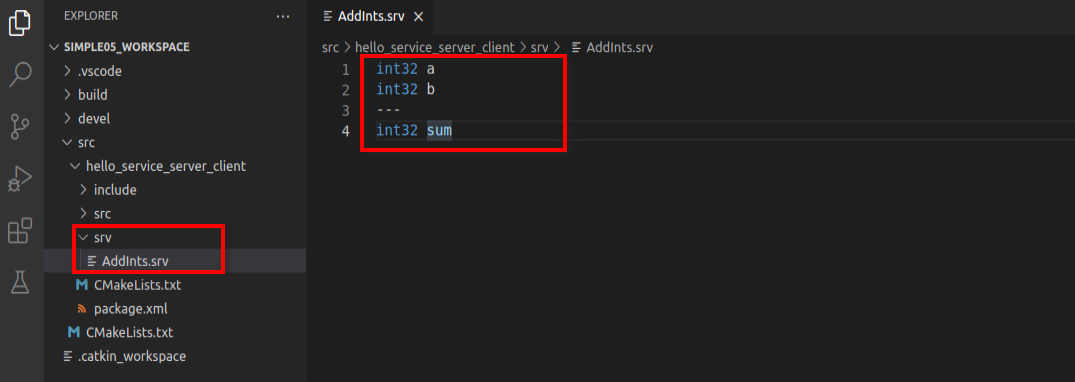 EXPLORER
SIMPLE05_WORKSPACE
.vscode
build
devel
src
hello_service_server_client
include
src
srv
AddInts.srv
CMakeLists.txt
package.xml
CMakeLists.txt
.catkin_workspace
AddInts.srv
src > hello_service_server_client > srv > AddInts.srv
1 int32 a
2 int32 b
3 ---
4 int32 sum